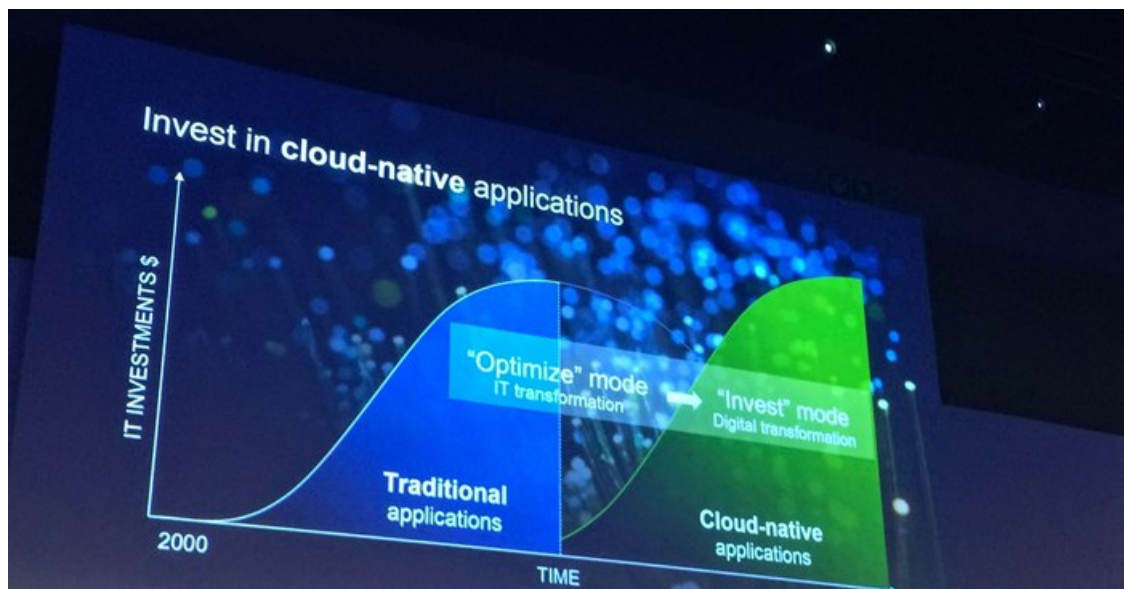 Invest in cloud-native applications
IT INVESTMENTS $
"Optimize" mode
IT transformation
"Invest" mode
Digital transformation
Traditional
applications
Cloud-native
applications
2000
TIME